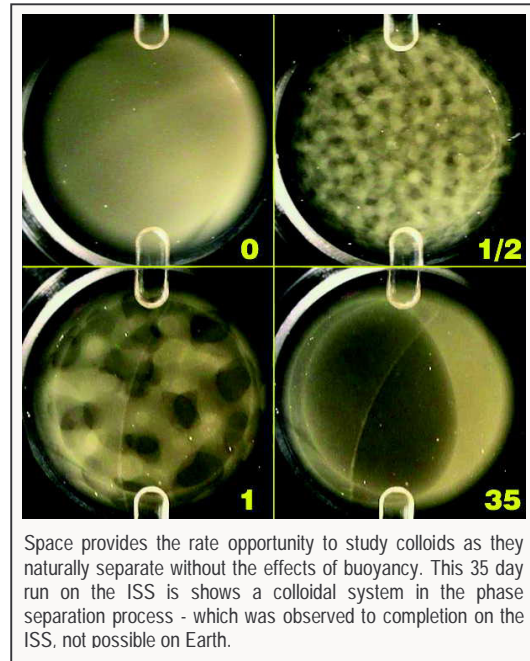 0
1/2
1
35
Space provides the rate opportunity to study colloids as they
naturally separate without the effects of buoyancy. This 35 day
run on the ISS is shows a colloidal system in the phase
separation process - which was observed to completion on the
ISS, not possible on Earth.